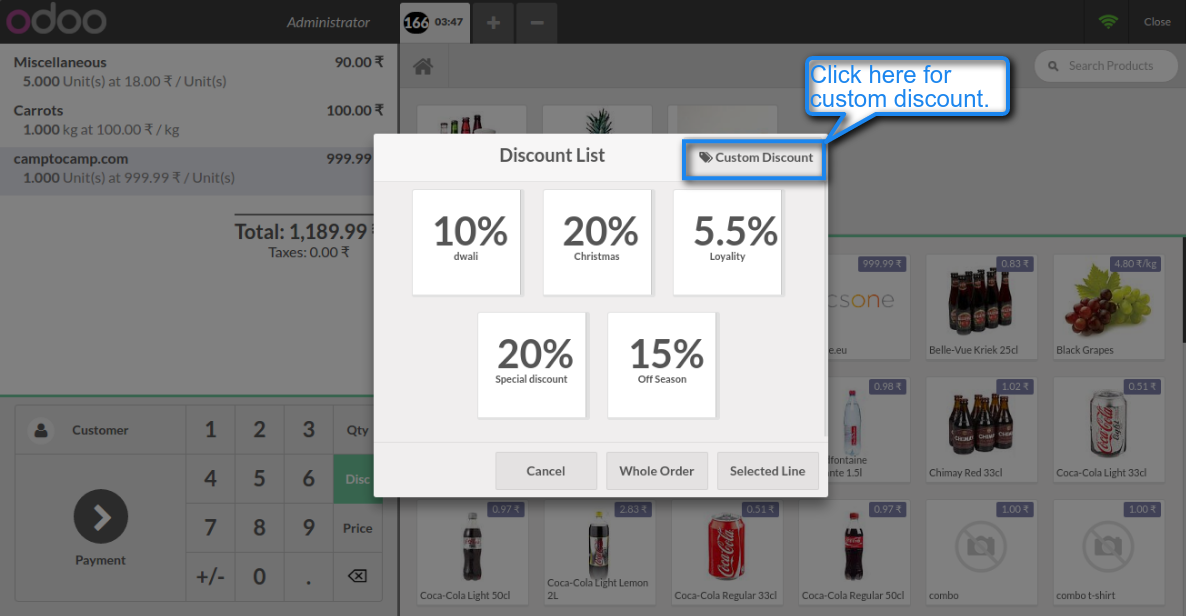 odoo
Administrator
166 03:47
+
−
Close
Miscellaneous 90.00 ₹
5.000 Unit(s) at 18.00 ₹ / Unit(s)
Carrots 100.00 ₹
1.000 kg at 100.00 ₹ / kg
camptocamp.com 999.99
1.000 Unit(s) at 999.99 ₹ / Unit(s)
Total: 1,189.99
Taxes: 0.00 ₹
Search Products
Click here for
custom discount.
Discount List
Custom Discount
10%
dwali
20%
Christmas
5.5%
Loyality
20%
Special discount
15%
Off Season
Cancel
Whole Order
Selected Line
Customer
1 2 3 Qty
4 5 6 Disc
7 8 9 Price
+/- 0 .
Payment
999.99 ₹
csone
e.eu
0.83 ₹
Belle-Vue Kriek 25cl
4.80 ₹/kg
Black Grapes
0.98 ₹
lfontaine
nte 1.5l
1.02 ₹
CHIMAY
Chimay Red 33cl
0.51 ₹
Coca-Cola
light
Coca-Cola Light 33cl
0.97 ₹
Coca-Cola Light 50cl
2.83 ₹
Coca-Cola Light Lemon
2L
0.51 ₹
Coca-Cola
Coca-Cola Regular 33cl
0.97 ₹
Coca-Cola Regular 50cl
1.00 ₹
combo
1.00 ₹
combo t-shirt